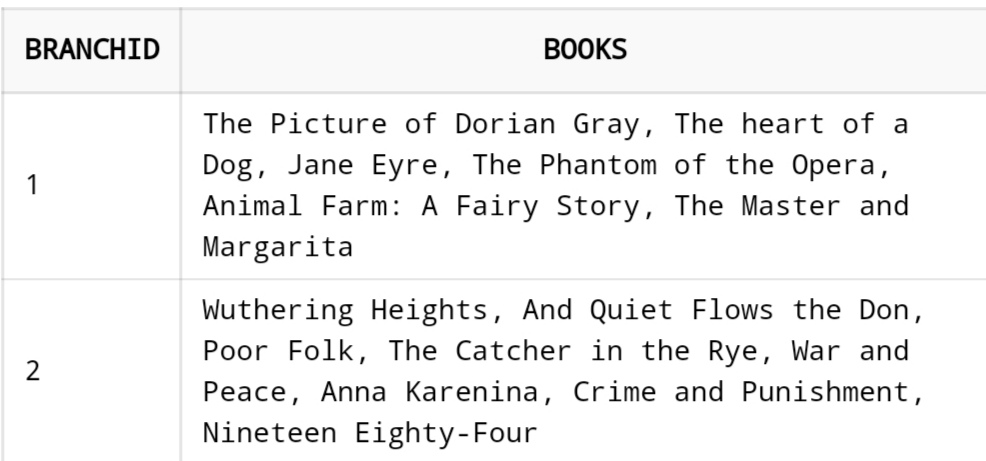 BRANCHID BOOKS
1
The Picture of Dorian Gray, The heart of a
Dog, Jane Eyre, The Phantom of the Opera,
Animal Farm: A Fairy Story, The Master and
Margarita
2
Wuthering Heights, And Quiet Flows the Don,
Poor Folk, The Catcher in the Rye, War and
Peace, Anna Karenina, Crime and Punishment,
Nineteen Eighty-Four